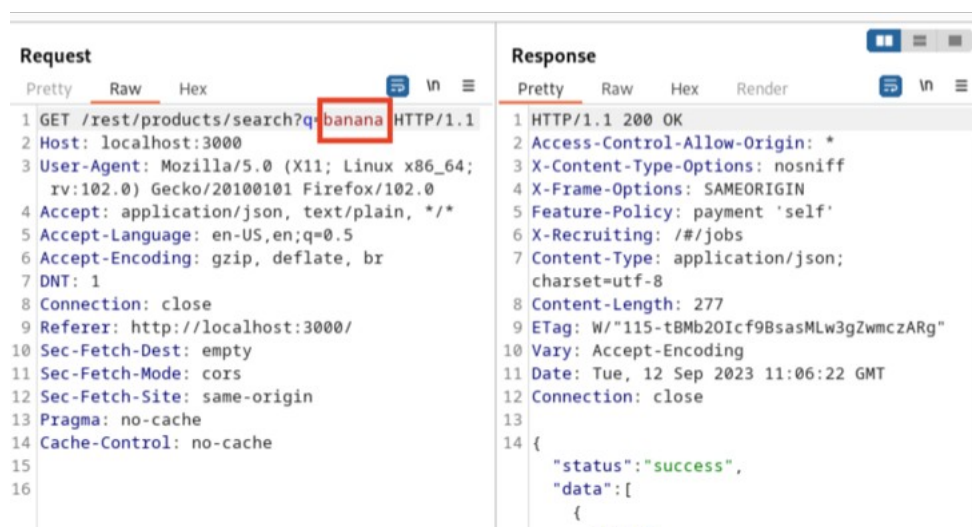 Request
Pretty Raw Hex \n
1 GET /rest/products/search?q=banana HTTP/1.1
2 Host: localhost:3000
3 User-Agent: Mozilla/5.0 (X11; Linux x86_64;
rv:102.0) Gecko/20100101 Firefox/102.0
4 Accept: application/json, text/plain, */*
5 Accept-Language: en-US,en;q=0.5
6 Accept-Encoding: gzip, deflate, br
7 DNT: 1
8 Connection: close
9 Referer: http://localhost:3000/
10 Sec-Fetch-Dest: empty
11 Sec-Fetch-Mode: cors
12 Sec-Fetch-Site: same-origin
13 Pragma: no-cache
14 Cache-Control: no-cache
15
16
Response
Pretty Raw Hex Render \n
1 HTTP/1.1 200 OK
2 Access-Control-Allow-Origin: *
3 X-Content-Type-Options: nosniff
4 X-Frame-Options: SAMEORIGIN
5 Feature-Policy: payment 'self'
6 X-Recruiting: /#/jobs
7 Content-Type: application/json;
charset=utf-8
8 Content-Length: 277
9 ETag: W/"115-tBMb2OIcf9BsasMLw3gZwmczARg"
10 Vary: Accept-Encoding
11 Date: Tue, 12 Sep 2023 11:06:22 GMT
12 Connection: close
13
14 {
"status":"success",
"data":[
{